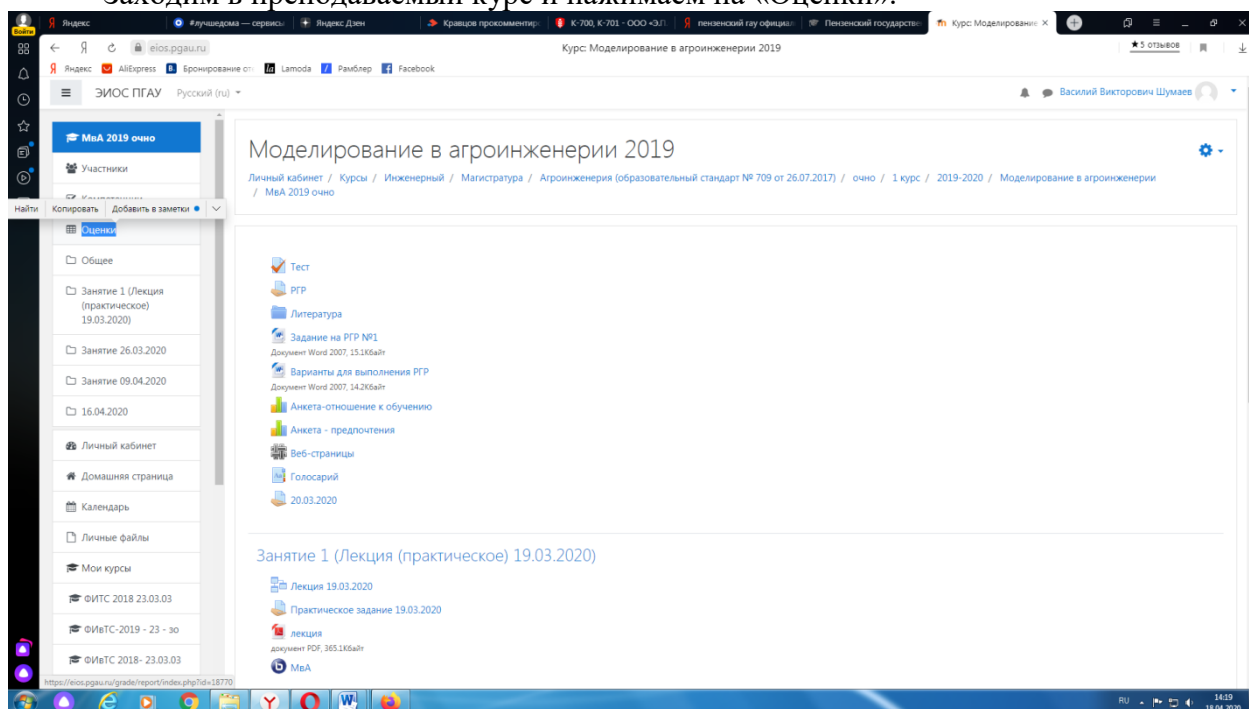 Заходим в преподаваемый курс и нажимаем на «Оценки».
Войти
Яндекс
#лучшедома — сервисы
Яндекс.Дзен
Кравцов прокомментиро
К-700, К-701 - ООО «ЗЛ
пензенский гау официал
Пензенский государствен
Курс: Моделирование
eios.pgau.ru
Курс: Моделирование в агроинженерии 2019
★5 отзывов
Яндекс
AliExpress
Бронирование от
Lamoda
Рамблер
Facebook
ЭИОС ПГАУ
Русский (ru)
Василий Викторович Шумаев
МвА 2019 очно
Участники
Компетенции
Найти
Копировать
Добавить в заметки
Оценки
Общее
Занятие 1 (Лекция
(практическое)
19.03.2020)
Занятие 26.03.2020
Занятие 09.04.2020
16.04.2020
Личный кабинет
Домашняя страница
Календарь
Личные файлы
Мои курсы
ФИТС 2018 23.03.03
ФИвТС-2019 - 23 - зо
ФИвТС 2018- 23.03.03
Моделирование в агроинженерии 2019
Личный кабинет / Курсы / Инженерный / Магистратура / Агроинженерия (образовательный стандарт № 709 от 26.07.2017) / очно / 1 курс / 2019-2020 / Моделирование в агроинженерии
/ МвА 2019 очно
Тест
РГР
Литература
Задание на РГР №1
Документ Word 2007, 15.1Кбайт
Варианты для выполнения РГР
Документ Word 2007, 14.2Кбайт
Анкета-отношение к обучению
Анкета - предпочтения
Веб-страницы
Голосарий
20.03.2020
Занятие 1 (Лекция (практическое) 19.03.2020)
Лекция 19.03.2020
Практическое задание 19.03.2020
лекция
документ PDF, 365.1Кбайт
МвА
https://eios.pgau.ru/grade/report/index.php?id=18770
RU
14:19
18.04.2020